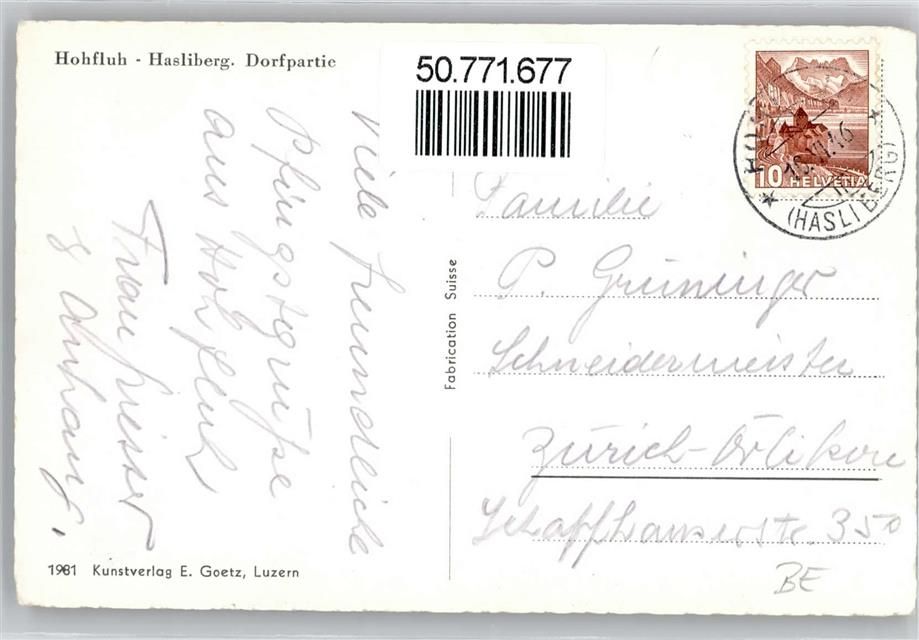 Hohfluh - Hasliberg. Dorfpartie
50.771.677
10 HELVETIA
(HASLIBERG)
Viele freundliche
Pfingstgrüsse
aus Hohfluh
Frau
& Anhang.
Fabrication Suisse
Familie
P. Grüninger
Schneidermeister
Zürich-Örlikon
Schaffhauserstr. 350
BE
1981 Kunstverlag E. Goetz, Luzern